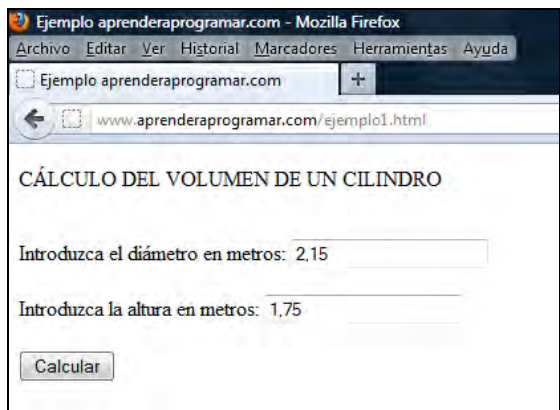 Ejemplo aprenderaprogramar.com - Mozilla Firefox
Archivo Editar Ver Historial Marcadores Herramientas Ayuda
Ejemplo aprenderaprogramar.com +
www.aprenderaprogramar.com/ejemplo1.html
CÁLCULO DEL VOLUMEN DE UN CILINDRO
Introduzca el diámetro en metros: 2,15
Introduzca la altura en metros: 1,75
Calcular